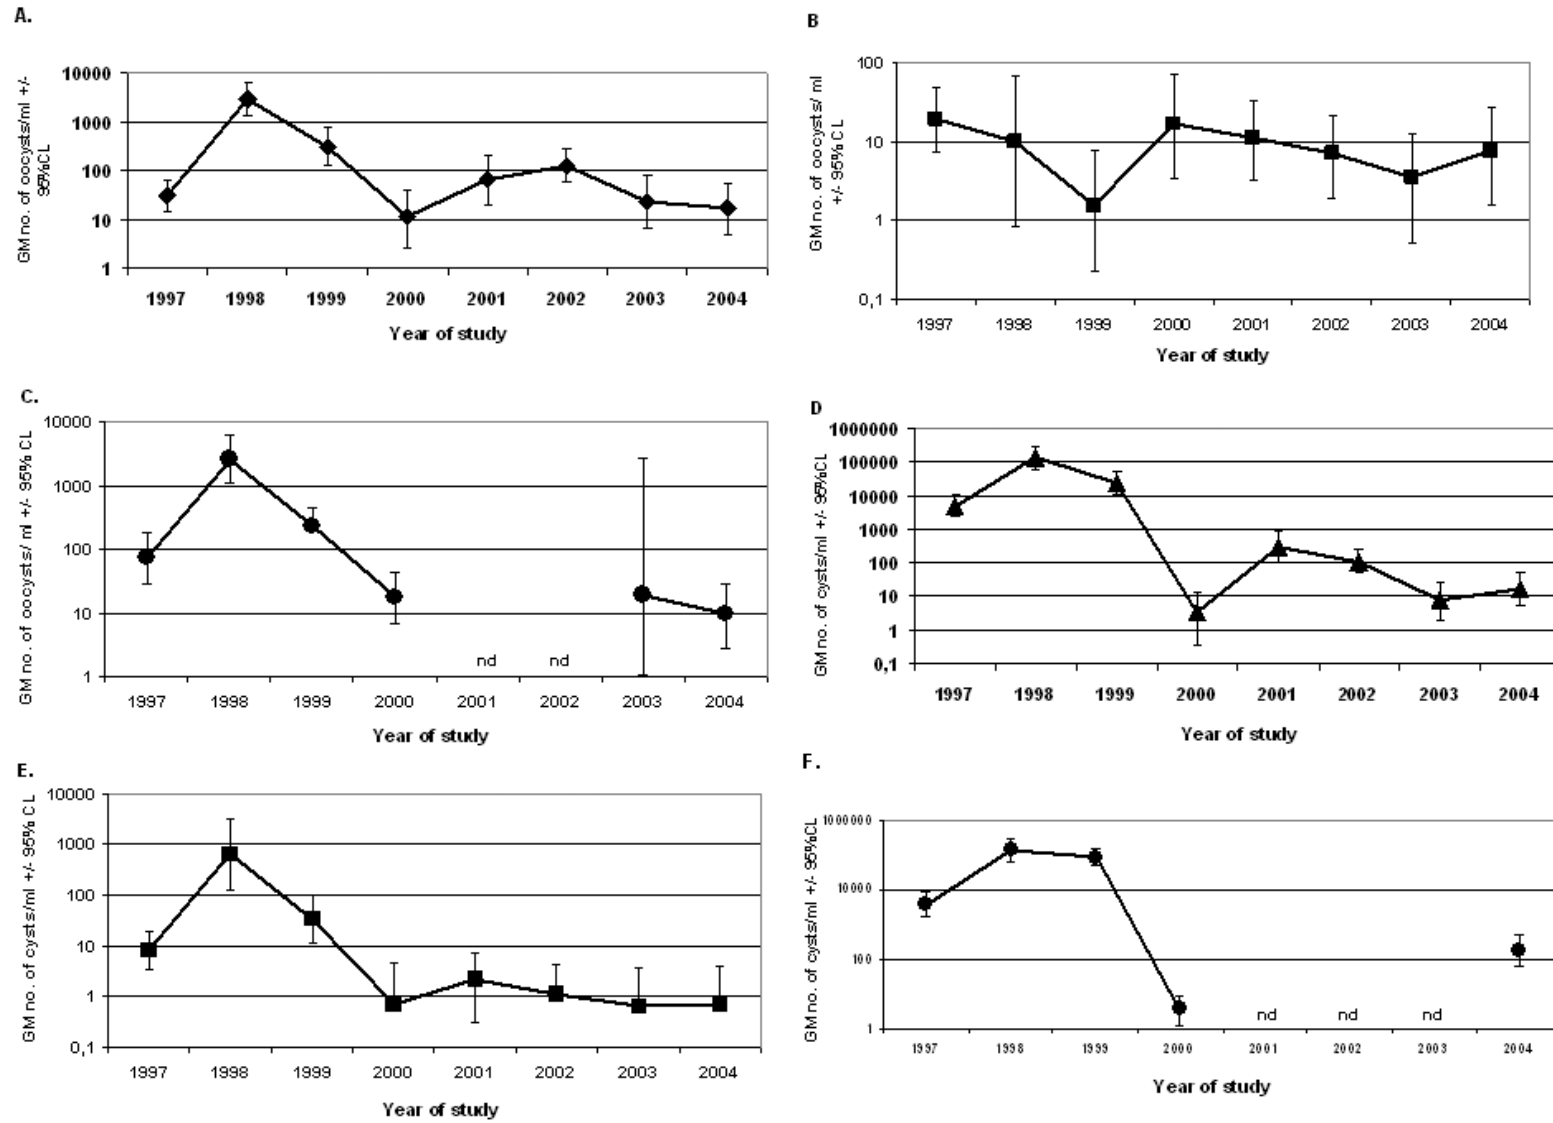 A.
GM no. of oocysts/ml +/-
95%CL
10000
1000
100
10
1
1997 1998 1999 2000 2001 2002 2003 2004
Year of study
B
GM no. of oocysts/ ml
+/- 95% CL
100
10
1
0,1
1997 1998 1999 2000 2001 2002 2003 2004
Year of study
C.
GM no. of oocysts/ ml +/- 95% CL
10000
1000
100
10
1
nd nd
1997 1998 1999 2000 2001 2002 2003 2004
Year of study
D
GM no. of cysts/ml +/- 95%CL
1000000
100000
10000
1000
100
10
1
0,1
1997 1998 1999 2000 2001 2002 2003 2004
Year of study
E.
GM no. of cysts/ml +/- 95% CL
10000
1000
100
10
1
0,1
1997 1998 1999 2000 2001 2002 2003 2004
Year of study
F.
GM no. of cysts/ml +/- 95%CL
1000000
10000
100
1
nd nd nd
1997 1998 1999 2000 2001 2002 2003 2004
Year of study